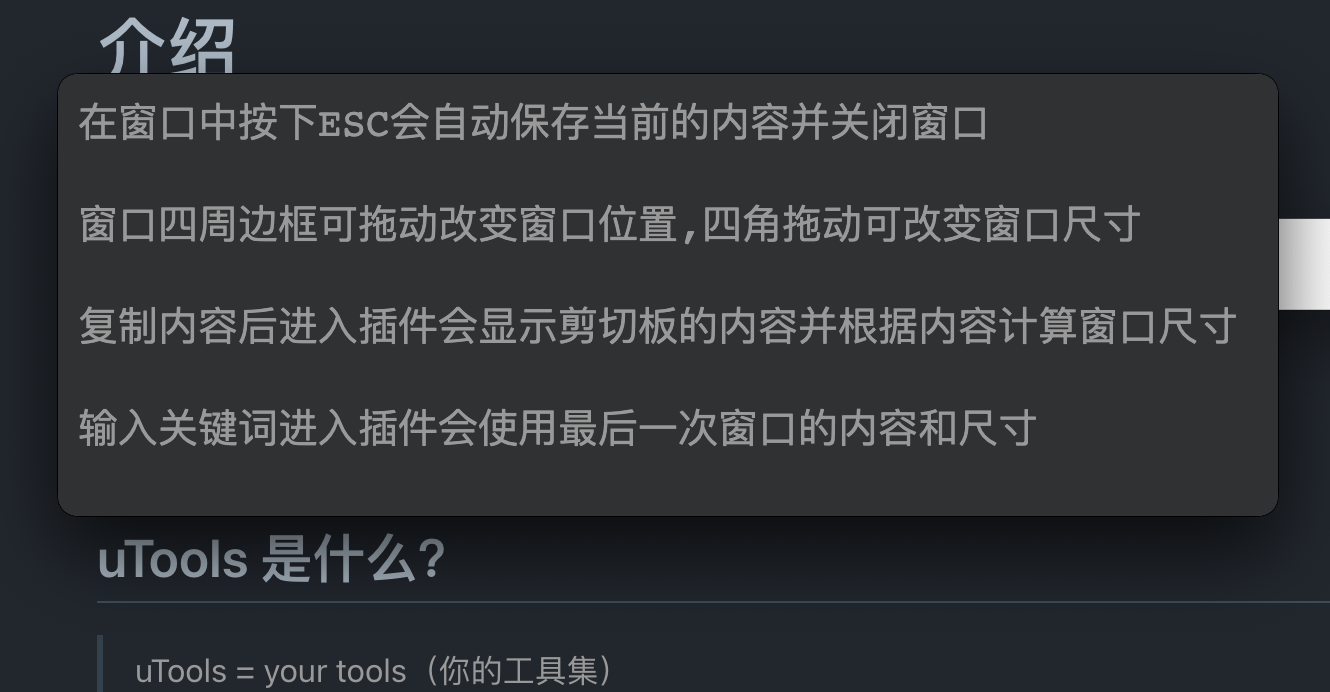 介绍
在窗口中按下ESC会自动保存当前的内容并关闭窗口
窗口四周边框可拖动改变窗口位置,四角拖动可改变窗口尺寸
复制内容后进入插件会显示剪切板的内容并根据内容计算窗口尺寸
输入关键词进入插件会使用最后一次窗口的内容和尺寸
uTools 是什么？
uTools = your tools（你的工具集）